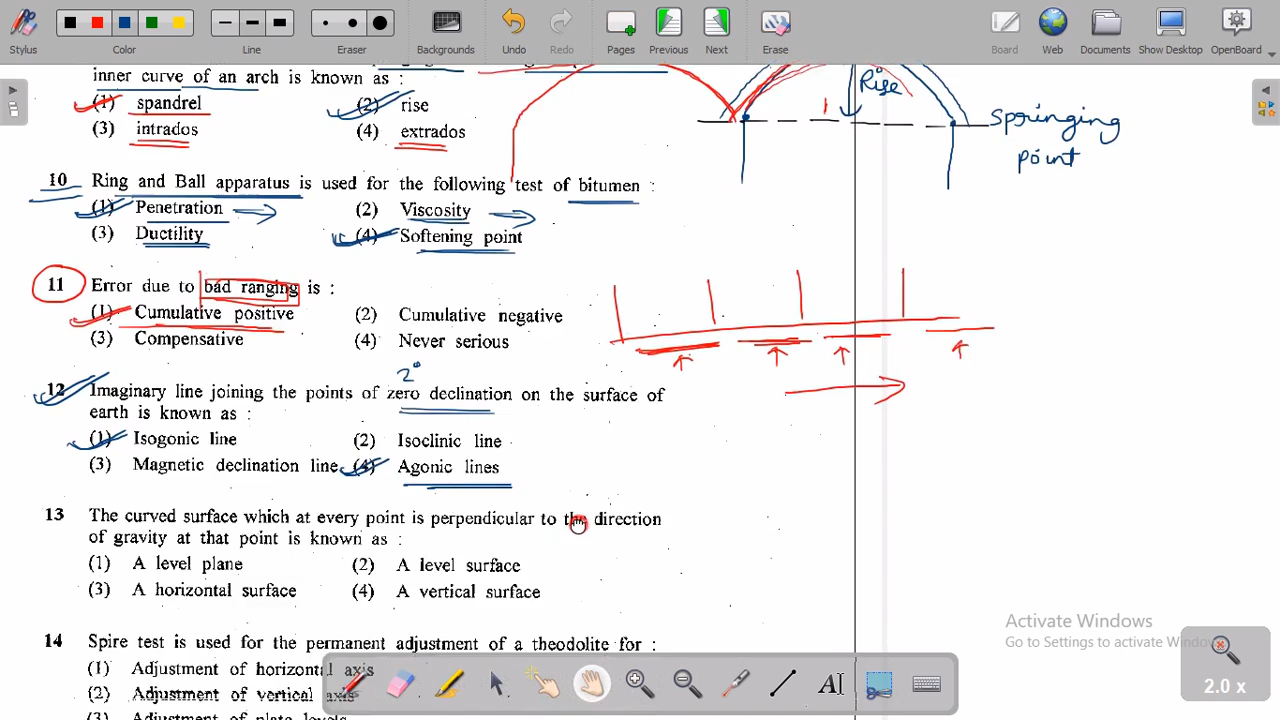 Stylus
Color
Line
Eraser
Backgrounds
Undo
Redo
Pages
Previous
Next
Erase
Board
Web
Documents
Show Desktop
OpenBoard
inner curve of an arch is known as :
(1) spandrel
(2) rise
(3) intrados
(4) extrados
Rise
1
Springing
point
10 Ring and Ball apparatus is used for the following test of bitumen :
(1) Penetration
(2) Viscosity
(3) Ductility
(4) Softening point
11 Error due to bad ranging is :
(1) Cumulative positive
(2) Cumulative negative
(3) Compensative
(4) Never serious
2°
12 Imaginary line joining the points of zero declination on the surface of
earth is known as :
(1) Isogonic line
(2) Isoclinic line
(3) Magnetic declination line
(4) Agonic lines
13 The curved surface which at every point is perpendicular to the direction
of gravity at that point is known as :
(1) A level plane
(2) A level surface
(3) A horizontal surface
(4) A vertical surface
14 Spire test is used for the permanent adjustment of a theodolite for :
(1) Adjustment of horizontal axis
(2) Adjustment of vertical axis
(3) Adjustment of plate levels
Activate Windows
Go to Settings to activate Windows
2.0 x